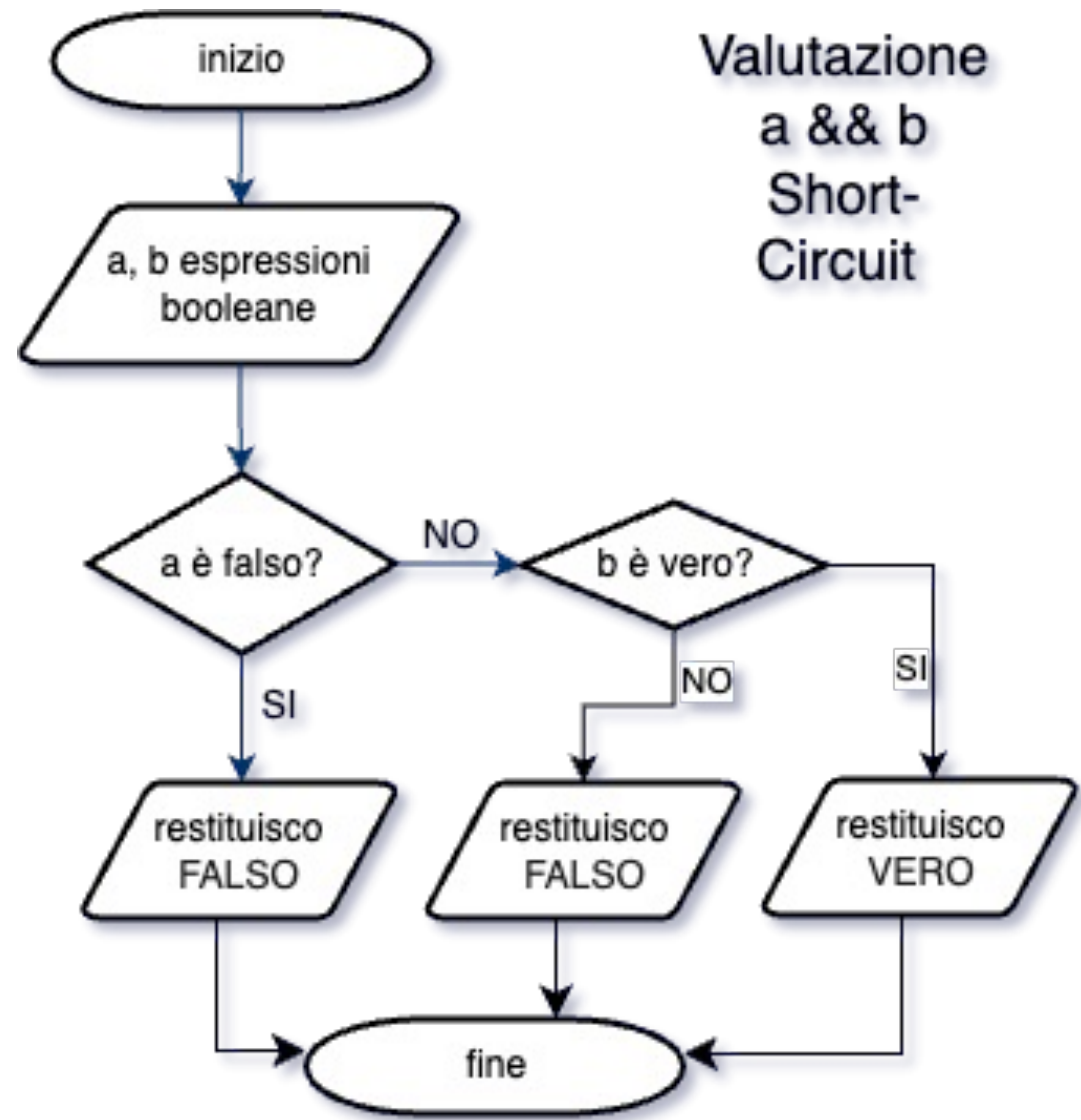 inizio
Valutazione
a && b
Short-
Circuit
a, b espressioni
booleane
a è falso?
NO
b è vero?
SI
NO
SI
restituisco
FALSO
restituisco
FALSO
restituisco
VERO
fine